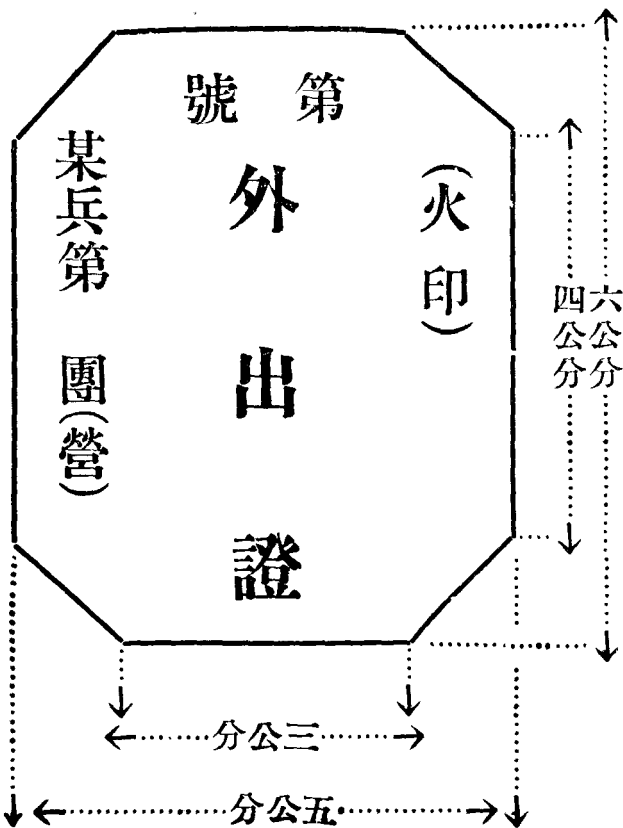 第　號
(火印)
外出證
某兵第　團(營)
四公分
六公分
三公分
五公分